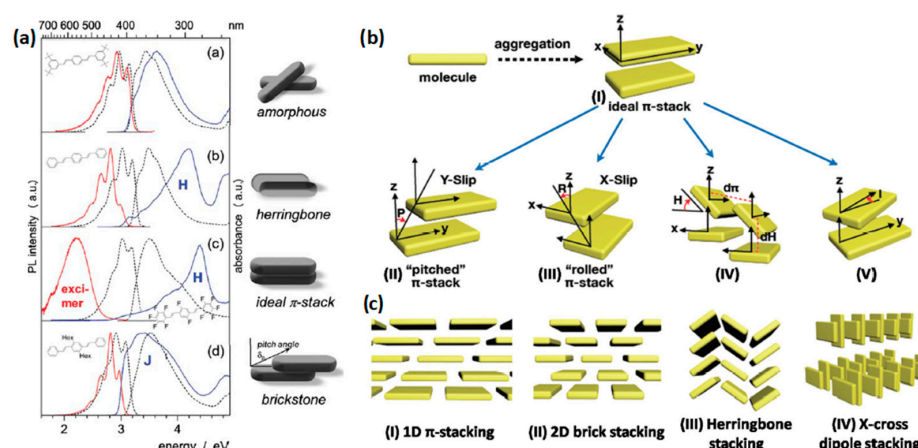 (a)
700 600 500 400 300 nm
(a)
amorphous
(b)
H
herringbone
(c)
H
exci-
mer
F F F F F
ideal π-stack
(d)
Hex
Hex
J
pitch angle
brickstone
PL intensity (a.u.)
absorbance (a.u.)
2 3 4 5
energy / eV
(b)
molecule
aggregation
z
x y
(I)
ideal π-stack
z
Y-Slip
P
y
(II) "pitched"
π-stack
z
X-Slip
R
x
(III) "rolled"
π-stack
z
dπ
H
x
dH
(IV)
z
(V)
(c)
(I) 1D π-stacking
(II) 2D brick stacking
(III) Herringbone
stacking
(IV) X-cross
dipole stacking